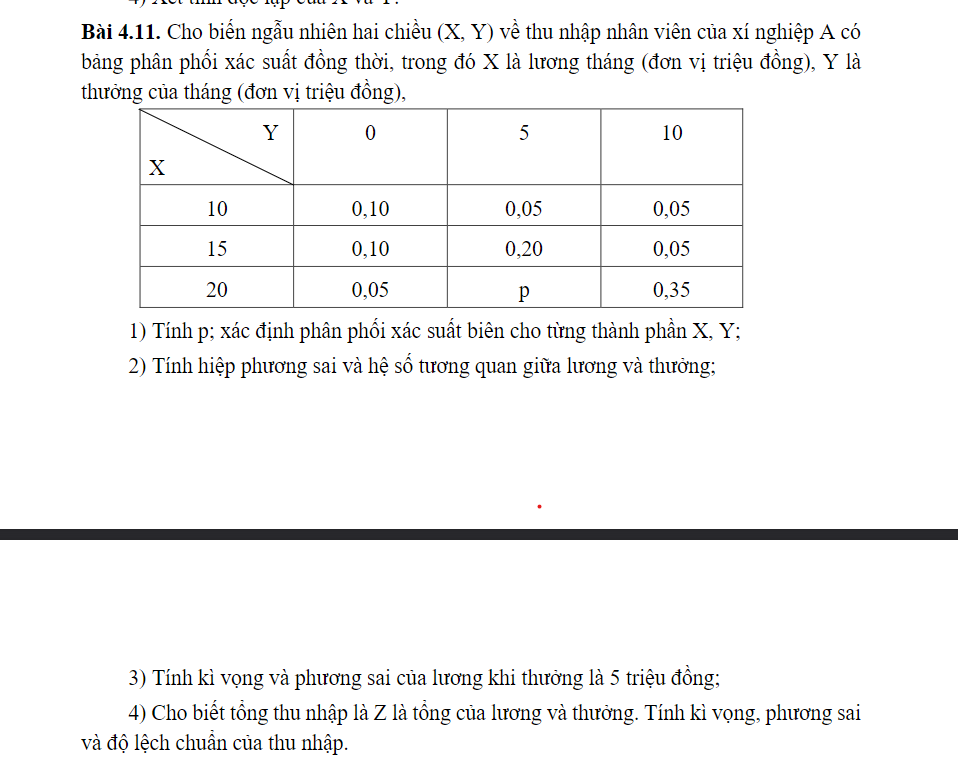 Bài 4.11. Cho biến ngẫu nhiên hai chiều (X, Y) về thu nhập nhân viên của xí nghiệp A có
bảng phân phối xác suất đồng thời, trong đó X là lương tháng (đơn vị triệu đồng), Y là
thưởng của tháng (đơn vị triệu đồng),
Y 0 5 10
X
10 0,10 0,05 0,05
15 0,10 0,20 0,05
20 0,05 p 0,35
1) Tính p; xác định phân phối xác suất biên cho từng thành phần X, Y;
2) Tính hiệp phương sai và hệ số tương quan giữa lương và thưởng;
3) Tính kì vọng và phương sai của lương khi thưởng là 5 triệu đồng;
4) Cho biết tổng thu nhập là Z là tổng của lương và thưởng. Tính kì vọng, phương sai
và độ lệch chuẩn của thu nhập.